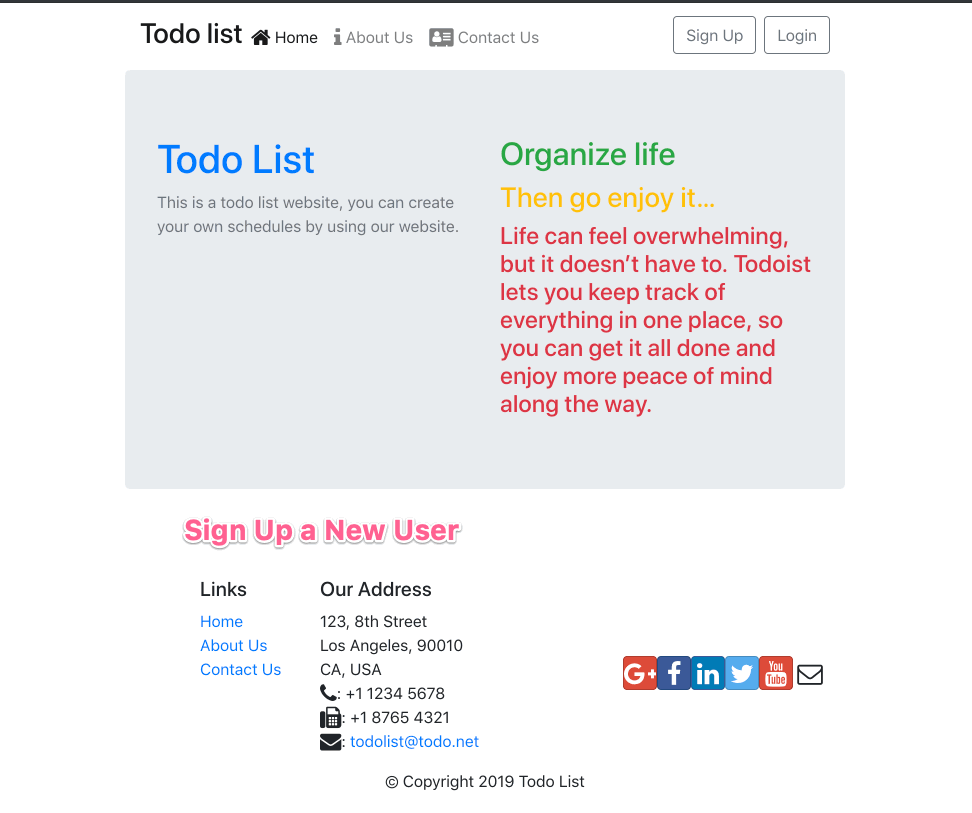 Todo list Home About Us Contact Us Sign Up Login
Todo List
This is a todo list website, you can create
your own schedules by using our website.
Organize life
Then go enjoy it...
Life can feel overwhelming,
but it doesn’t have to. Todoist
lets you keep track of
everything in one place, so
you can get it all done and
enjoy more peace of mind
along the way.
Sign Up a New User
Links
Home
About Us
Contact Us
Our Address
123, 8th Street
Los Angeles, 90010
CA, USA
: +1 1234 5678
: +1 8765 4321
: todolist@todo.net
G+ f in You Tube
© Copyright 2019 Todo List